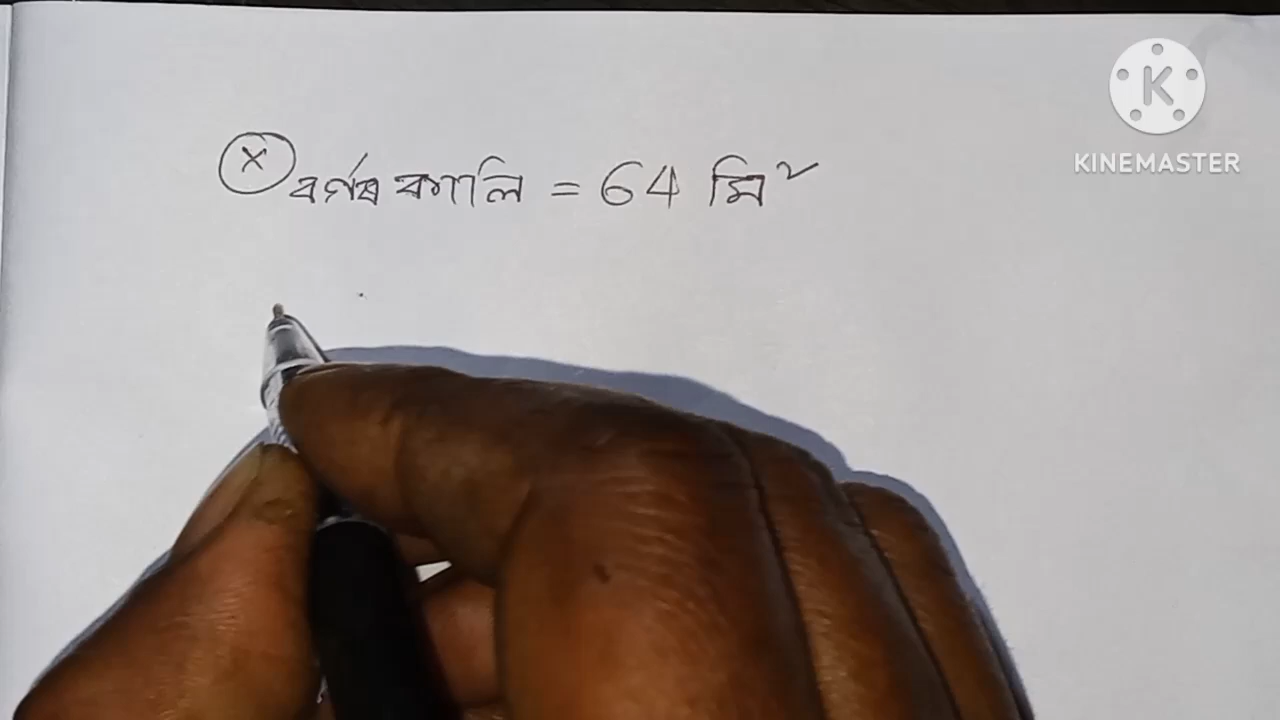 × বৰ্গৰ কালি = 64 মি²
KINEMASTER